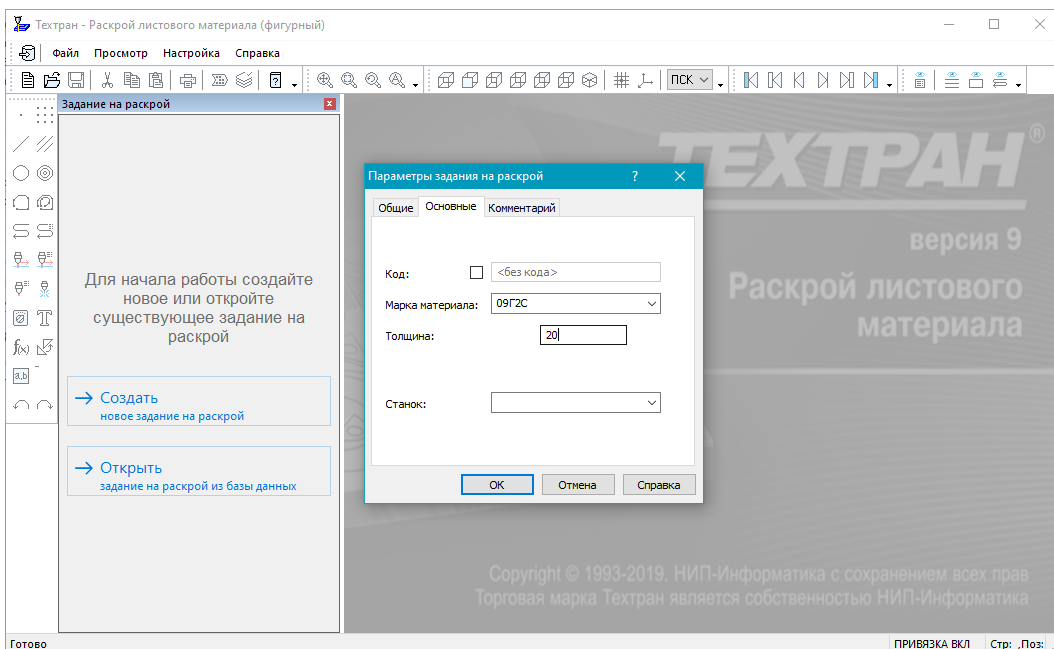 Техтран - Раскрой листового материала (фигурный)
Файл Просмотр Настройка Справка
ПСК
Задание на раскрой
Для начала работы создайте
новое или откройте
существующее задание на
раскрой
Создать
новое задание на раскрой
Открыть
задание на раскрой из базы данных
f(x)
a,b
ТЕХТРАН®
версия 9
Раскрой листового
материала
Параметры задания на раскрой ?
Общие Основные Комментарий
Код: <без кода>
Марка материала: 09Г2С
Толщина: 20
Станок:
ОК Отмена Справка
Copyright © 1993-2019. НИП-Информатика с сохранением всех прав
Торговая марка Техтран является собственностью НИП-Информатика
Готово ПРИВЯЗКА ВКЛ Стр: ,Поз: